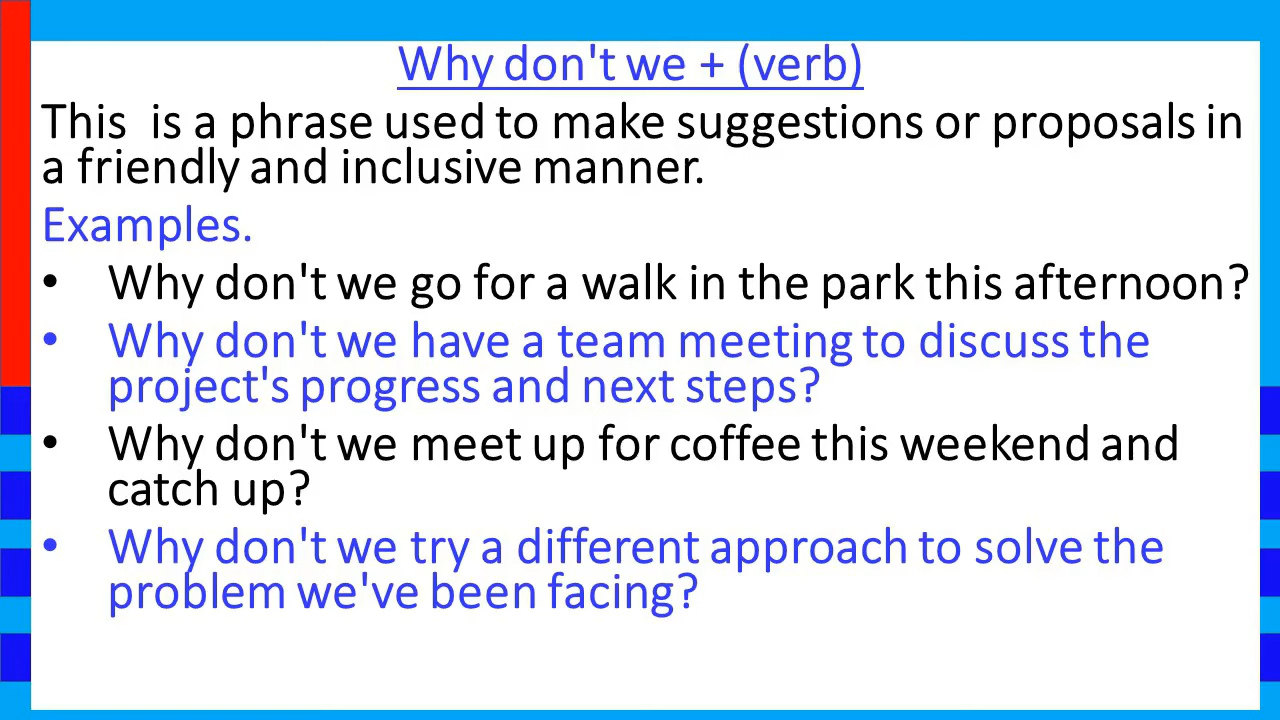 Why don't we + (verb)
This  is a phrase used to make suggestions or proposals in
a friendly and inclusive manner.
Examples.
• Why don't we go for a walk in the park this afternoon?
• Why don't we have a team meeting to discuss the
project's progress and next steps?
• Why don't we meet up for coffee this weekend and
catch up?
• Why don't we try a different approach to solve the
problem we've been facing?